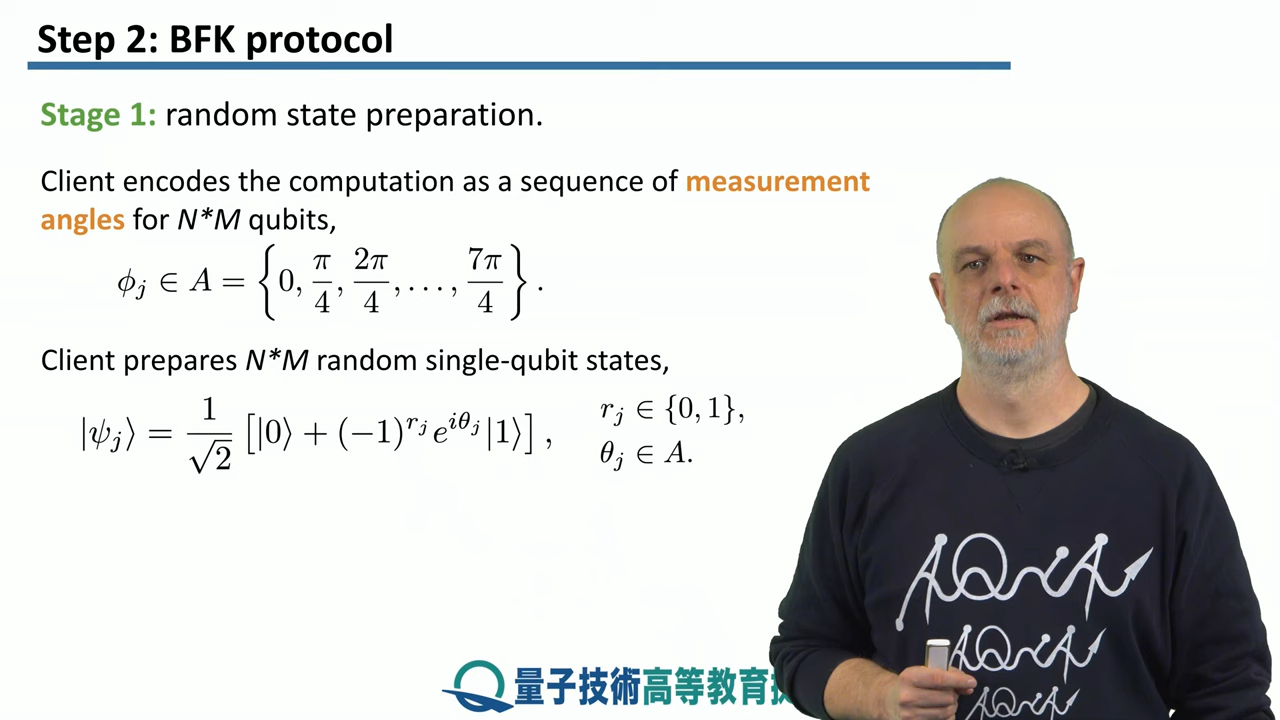 Step 2: BFK protocol
Stage 1: random state preparation.
Client encodes the computation as a sequence of measurement
angles for N*M qubits,
ϕ_j ∈ A = {0, π/4, 2π/4, . . . , 7π/4}.
Client prepares N*M random single-qubit states,
|ψ_j⟩ = 1/√2 [|0⟩ + (−1)^{r_j} e^{iθ_j} |1⟩],
r_j ∈ {0, 1},
θ_j ∈ A.
量子技術高等教育